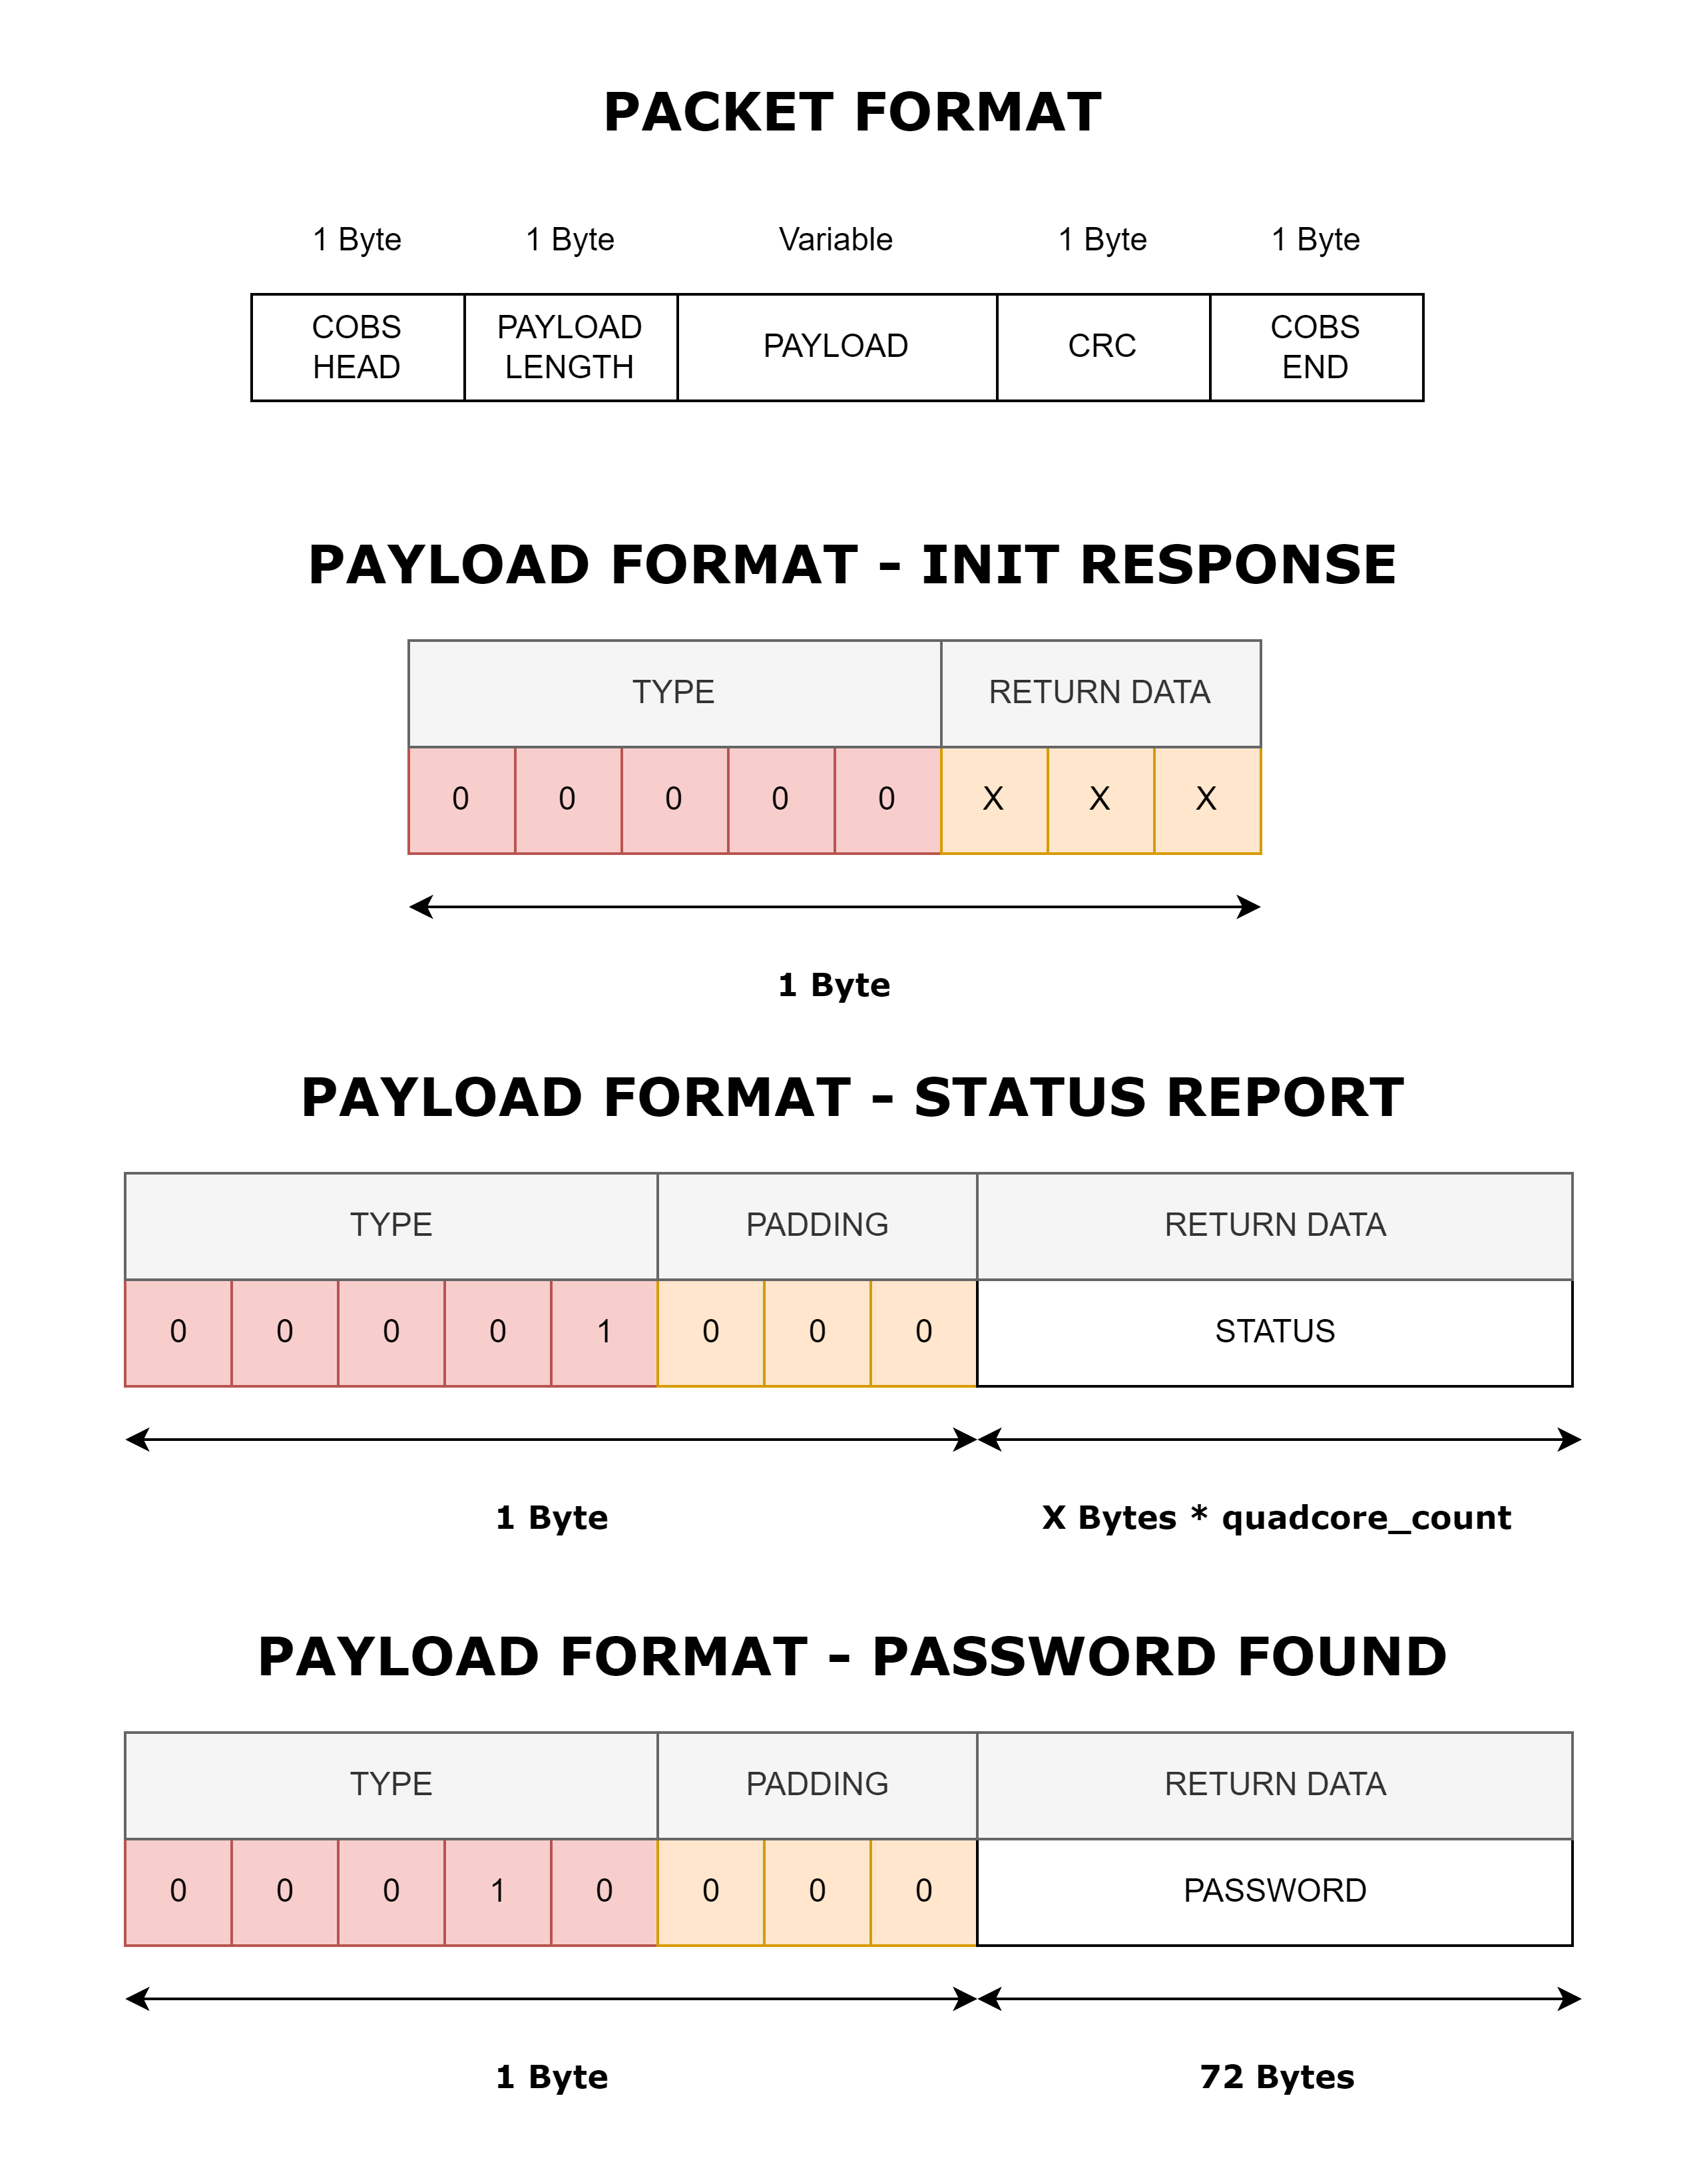 PACKET FORMAT
1 Byte 1 Byte Variable 1 Byte 1 Byte
COBS HEAD PAYLOAD LENGTH PAYLOAD CRC COBS END
PAYLOAD FORMAT – INIT RESPONSE
TYPE RETURN DATA
0 0 0 0 0 X X X
1 Byte
PAYLOAD FORMAT – STATUS REPORT
TYPE PADDING RETURN DATA
0 0 0 0 1 0 0 0 STATUS
1 Byte X Bytes * quadcore_count
PAYLOAD FORMAT – PASSWORD FOUND
TYPE PADDING RETURN DATA
0 0 0 1 0 0 0 0 PASSWORD
1 Byte 72 Bytes